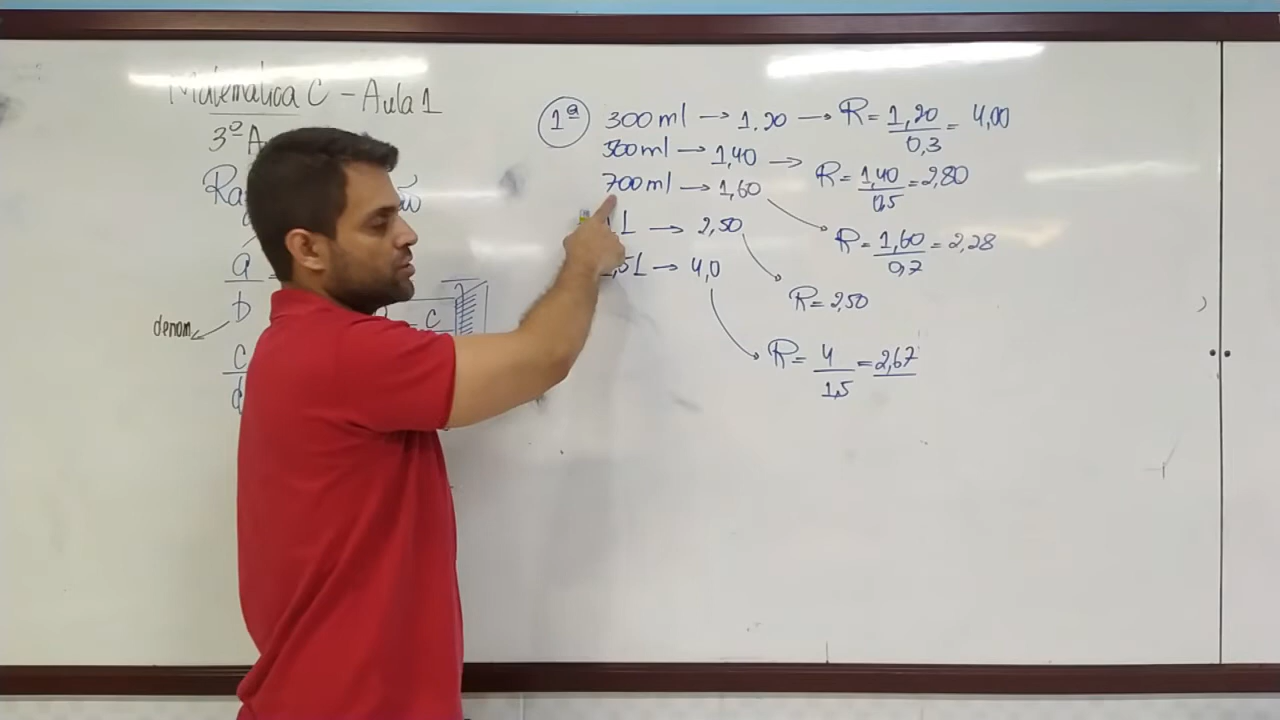 Matemática C - Aula 1
3º A
a
b
denom.
c
d
c
1ª
300 ml → 1.20 → R = 1,20 / 0,3 = 4,00
500 ml → 1,40 → R = 1,40 / 0,5 = 2,80
700 ml → 1,60 R = 1,60 / 0,7 = 2,28
1 L → 2,50 R = 2,50
1,5 L → 4,0 R = 4 / 1,5 = 2,67